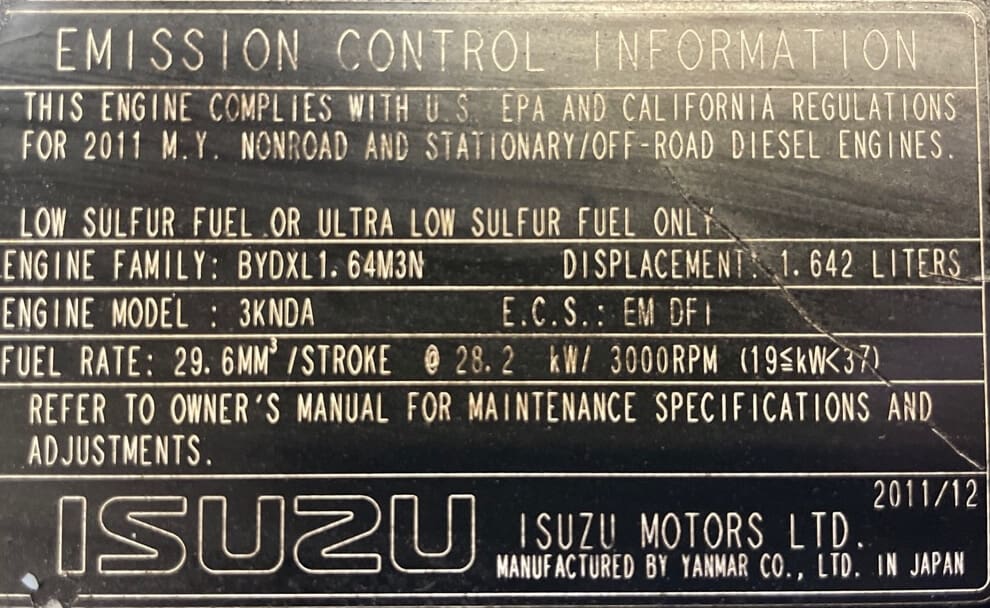 EMISSION CONTROL INFORMATION
THIS ENGINE COMPLIES WITH U.S. EPA AND CALIFORNIA REGULATIONS
FOR 2011 M.Y. NONROAD AND STATIONARY/OFF-ROAD DIESEL ENGINES.
LOW SULFUR FUEL OR ULTRA LOW SULFUR FUEL ONLY
ENGINE FAMILY: BYDXL1.64M3N DISPLACEMENT: 1.642 LITERS
ENGINE MODEL : 3KNDA E.C.S.: EM DFI
FUEL RATE: 29.6MM³/STROKE @ 28.2 kW/ 3000RPM (19≦kW<37)
REFER TO OWNER'S MANUAL FOR MAINTENANCE SPECIFICATIONS AND
ADJUSTMENTS.
2011/12
ISUZU ISUZU MOTORS LTD.
MANUFACTURED BY YANMAR CO., LTD. IN JAPAN